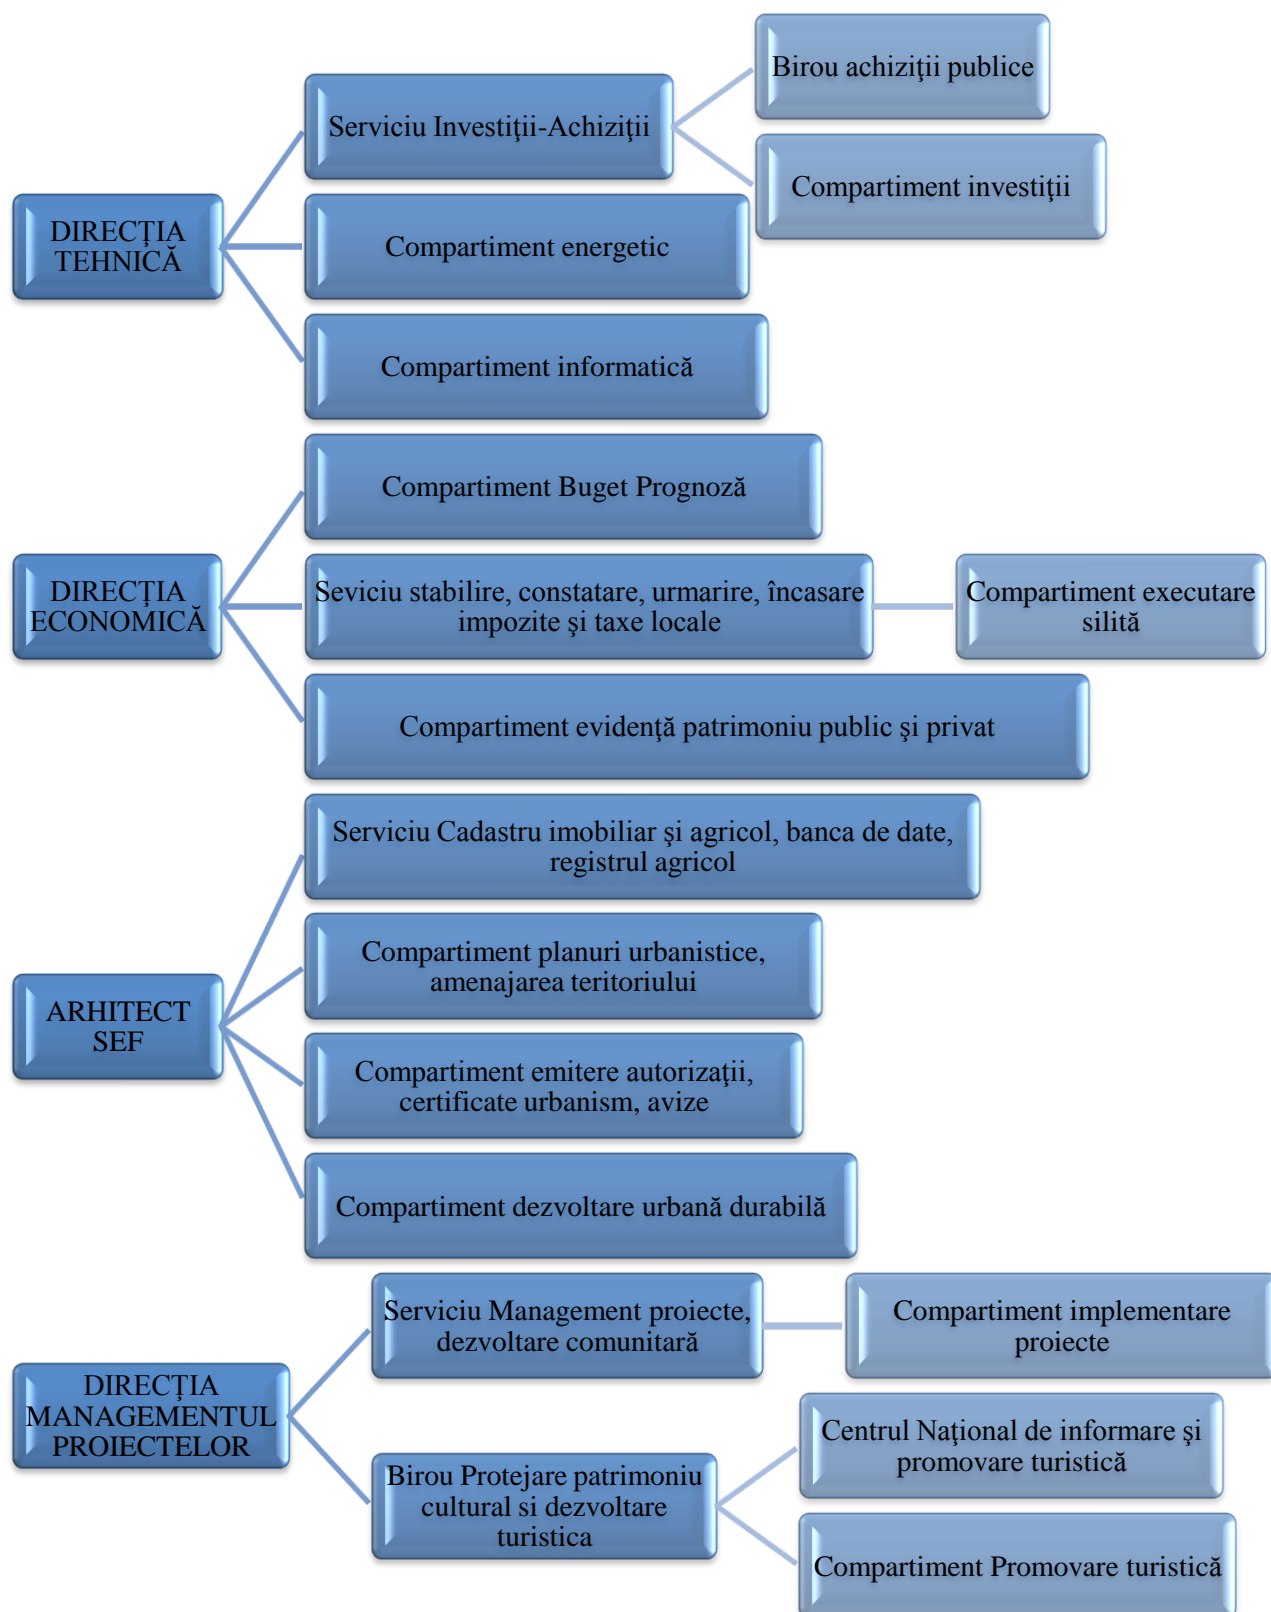 Birou achiziţii publice
Serviciu Investiţii-Achiziţii
Compartiment investiţii
DIRECŢIA
TEHNICĂ
Compartiment energetic
Compartiment informatică
Compartiment Buget Prognoză
DIRECŢIA
ECONOMICĂ
Seviciu stabilire, constatare, urmarire, încasare
impozite şi taxe locale
Compartiment executare
silită
Compartiment evidenţă patrimoniu public şi privat
Serviciu Cadastru imobiliar şi agricol, banca de date,
registrul agricol
Compartiment planuri urbanistice,
amenajarea teritoriului
ARHITECT
SEF
Compartiment emitere autorizaţii,
certificate urbanism, avize
Compartiment dezvoltare urbană durabilă
Serviciu Management proiecte,
dezvoltare comunitară
Compartiment implementare
proiecte
DIRECŢIA
MANAGEMENTUL
PROIECTELOR
Centrul Naţional de informare şi
promovare turistică
Birou Protejare patrimoniu
cultural si dezvoltare
turistica
Compartiment Promovare turistică